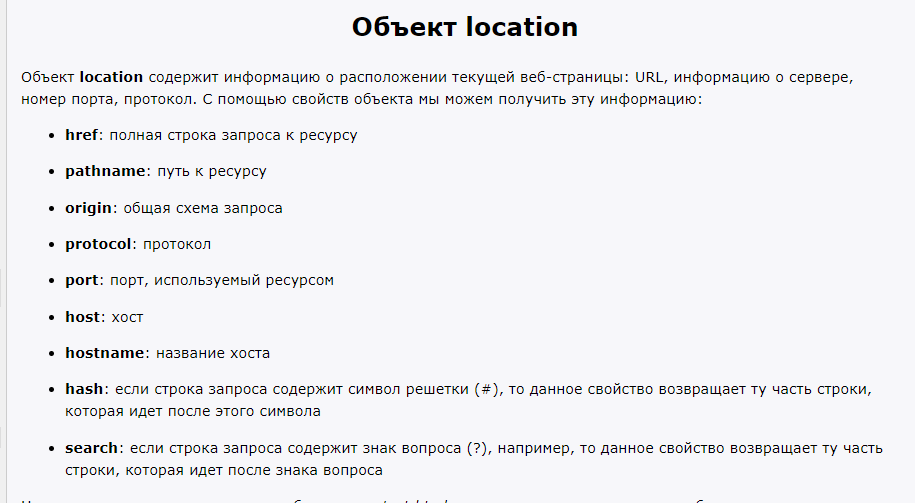 Объект location
Объект location содержит информацию о расположении текущей веб-страницы: URL, информацию о сервере,
номер порта, протокол. С помощью свойств объекта мы можем получить эту информацию:
• href: полная строка запроса к ресурсу
• pathname: путь к ресурсу
• origin: общая схема запроса
• protocol: протокол
• port: порт, используемый ресурсом
• host: хост
• hostname: название хоста
• hash: если строка запроса содержит символ решетки (#), то данное свойство возвращает ту часть строки,
которая идет после этого символа
• search: если строка запроса содержит знак вопроса (?), например, то данное свойство возвращает ту часть
строки, которая идет после знака вопроса